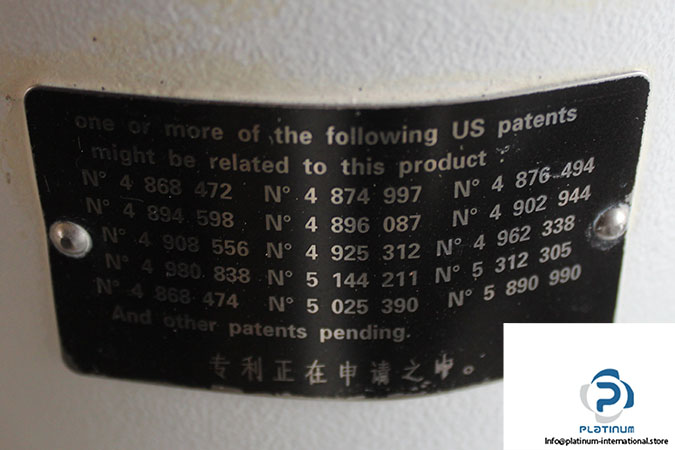 one or more of the following US patents
might be related to this product :
N° 4 868 472 N° 4 874 997 N° 4 876 494
N° 4 894 598 N° 4 896 087 N° 4 902 944
N° 4 908 556 N° 4 925 312 N° 4 962 338
N° 4 980 838 N° 5 144 211 N° 5 312 305
N° 4 868 474 N° 5 025 390 N° 5 890 990
And other patents pending.
专利正在申请之中。
PLATINUM
Info@platinum-international.store